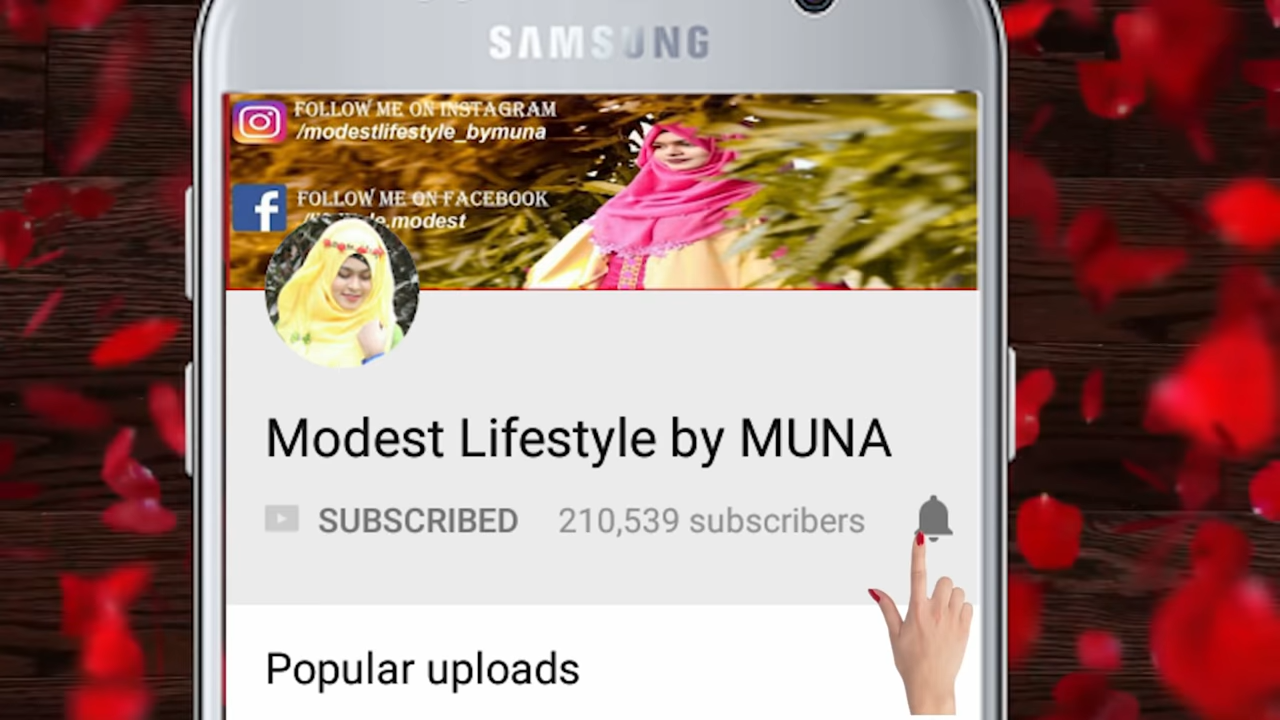 SAMSUNG
FOLLOW ME ON INSTAGRAM
/modestlifestyle_bymuna
FOLLOW ME ON FACEBOOK
.modest
Modest Lifestyle by MUNA
SUBSCRIBED
210,539 subscribers
Popular uploads